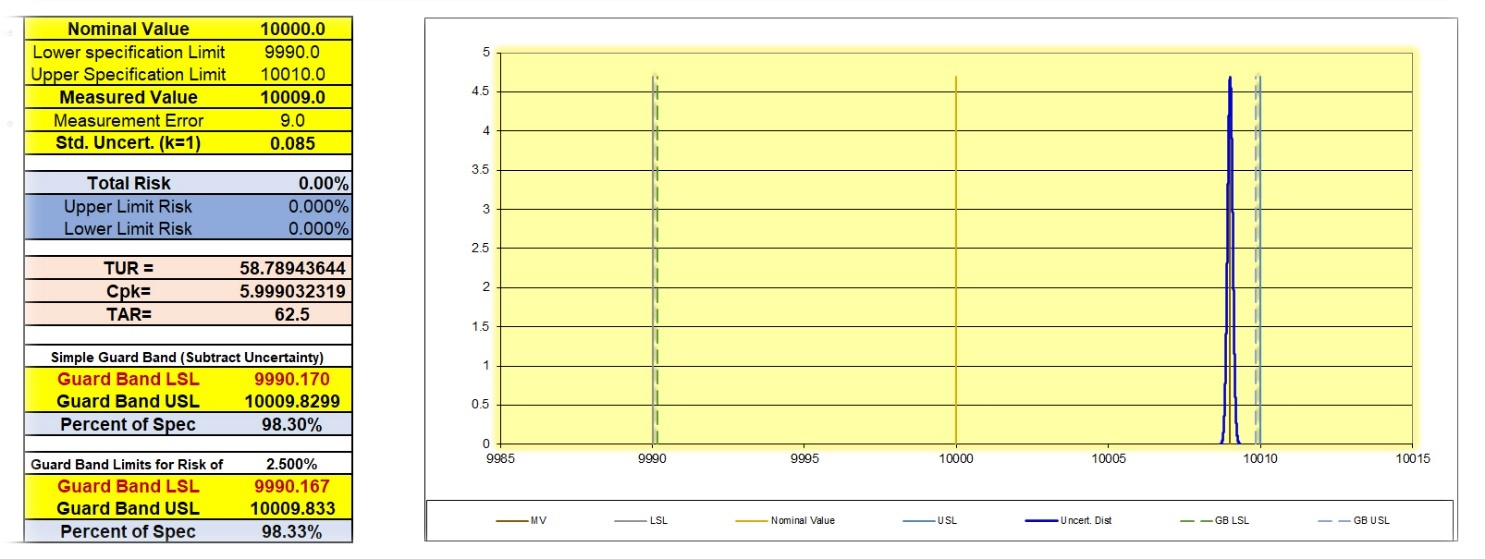 Nominal Value 10000.0
Lower specification Limit 9990.0
Upper Specification Limit 10010.0
Measured Value 10009.0
Measurement Error 9.0
Std. Uncert. (k=1) 0.085
Total Risk 0.00%
Upper Limit Risk 0.000%
Lower Limit Risk 0.000%
TUR = 58.78943644
Cpk= 5.999032319
TAR= 62.5
Simple Guard Band (Subtract Uncertainty)
Guard Band LSL 9990.170
Guard Band USL 10009.8299
Percent of Spec 98.30%
Guard Band Limits for Risk of 2.500%
Guard Band LSL 9990.167
Guard Band USL 10009.833
Percent of Spec 98.33%
5
4.5
4
3.5
3
2.5
2
1.5
1
0.5
0
9985 9990 9995 10000 10005 10010 10015
MV LSL Nominal Value USL Uncert. Dist GB LSL GB USL